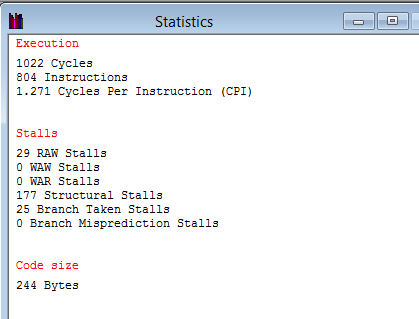 Statistics
Execution
1022 Cycles
804 Instructions
1.271 Cycles Per Instruction (CPI)
Stalls
29 RAW Stalls
0 WAW Stalls
0 WAR Stalls
177 Structural Stalls
25 Branch Taken Stalls
0 Branch Misprediction Stalls
Code size
244 Bytes